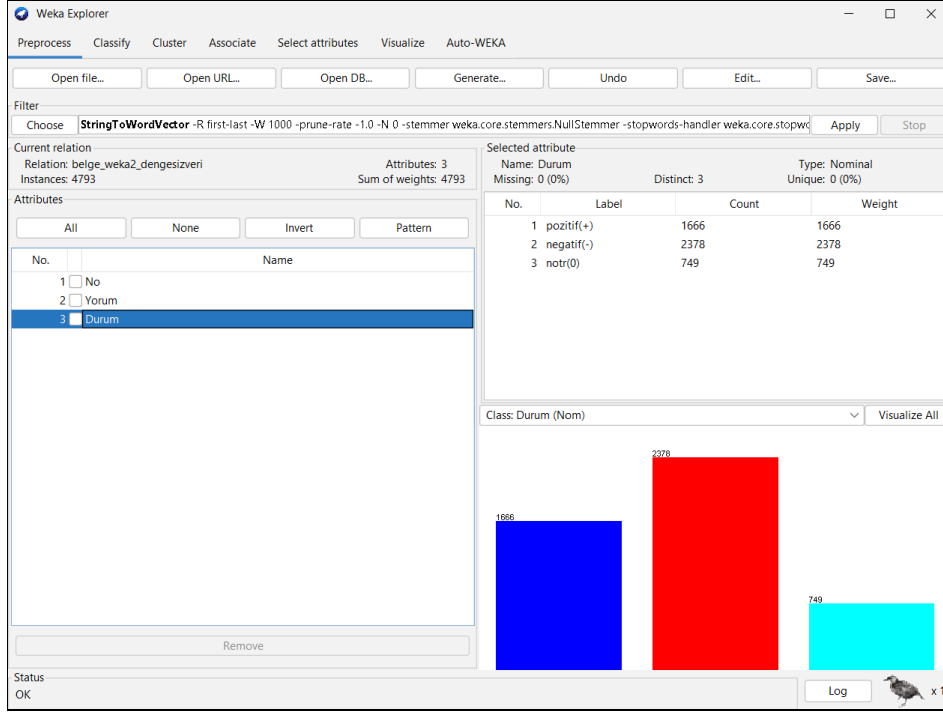 Weka Explorer
Preprocess Classify Cluster Associate Select attributes Visualize Auto-WEKA
Open file... Open URL... Open DB... Generate... Undo Edit... Save...
Filter
Choose StringToWordVector -R first-last -W 1000 -prune-rate -1.0 -N 0 -stemmer weka.core.stemmers.NullStemmer -stopwords-handler weka.core.stopwo Apply Stop
Current relation
Relation: belge_weka2_dengesizveri Attributes: 3
Instances: 4793 Sum of weights: 4793
Attributes
All None Invert Pattern
No. Name
1 No
2 Yorum
3 Durum
Remove
Selected attribute
Name: Durum Type: Nominal
Missing: 0 (0%) Distinct: 3 Unique: 0 (0%)
No. Label Count Weight
1 pozitif(+) 1666 1666
2 negatif(-) 2378 2378
3 notr(0) 749 749
Class: Durum (Nom) Visualize All
2378
1666
749
Status
OK
Log x 1